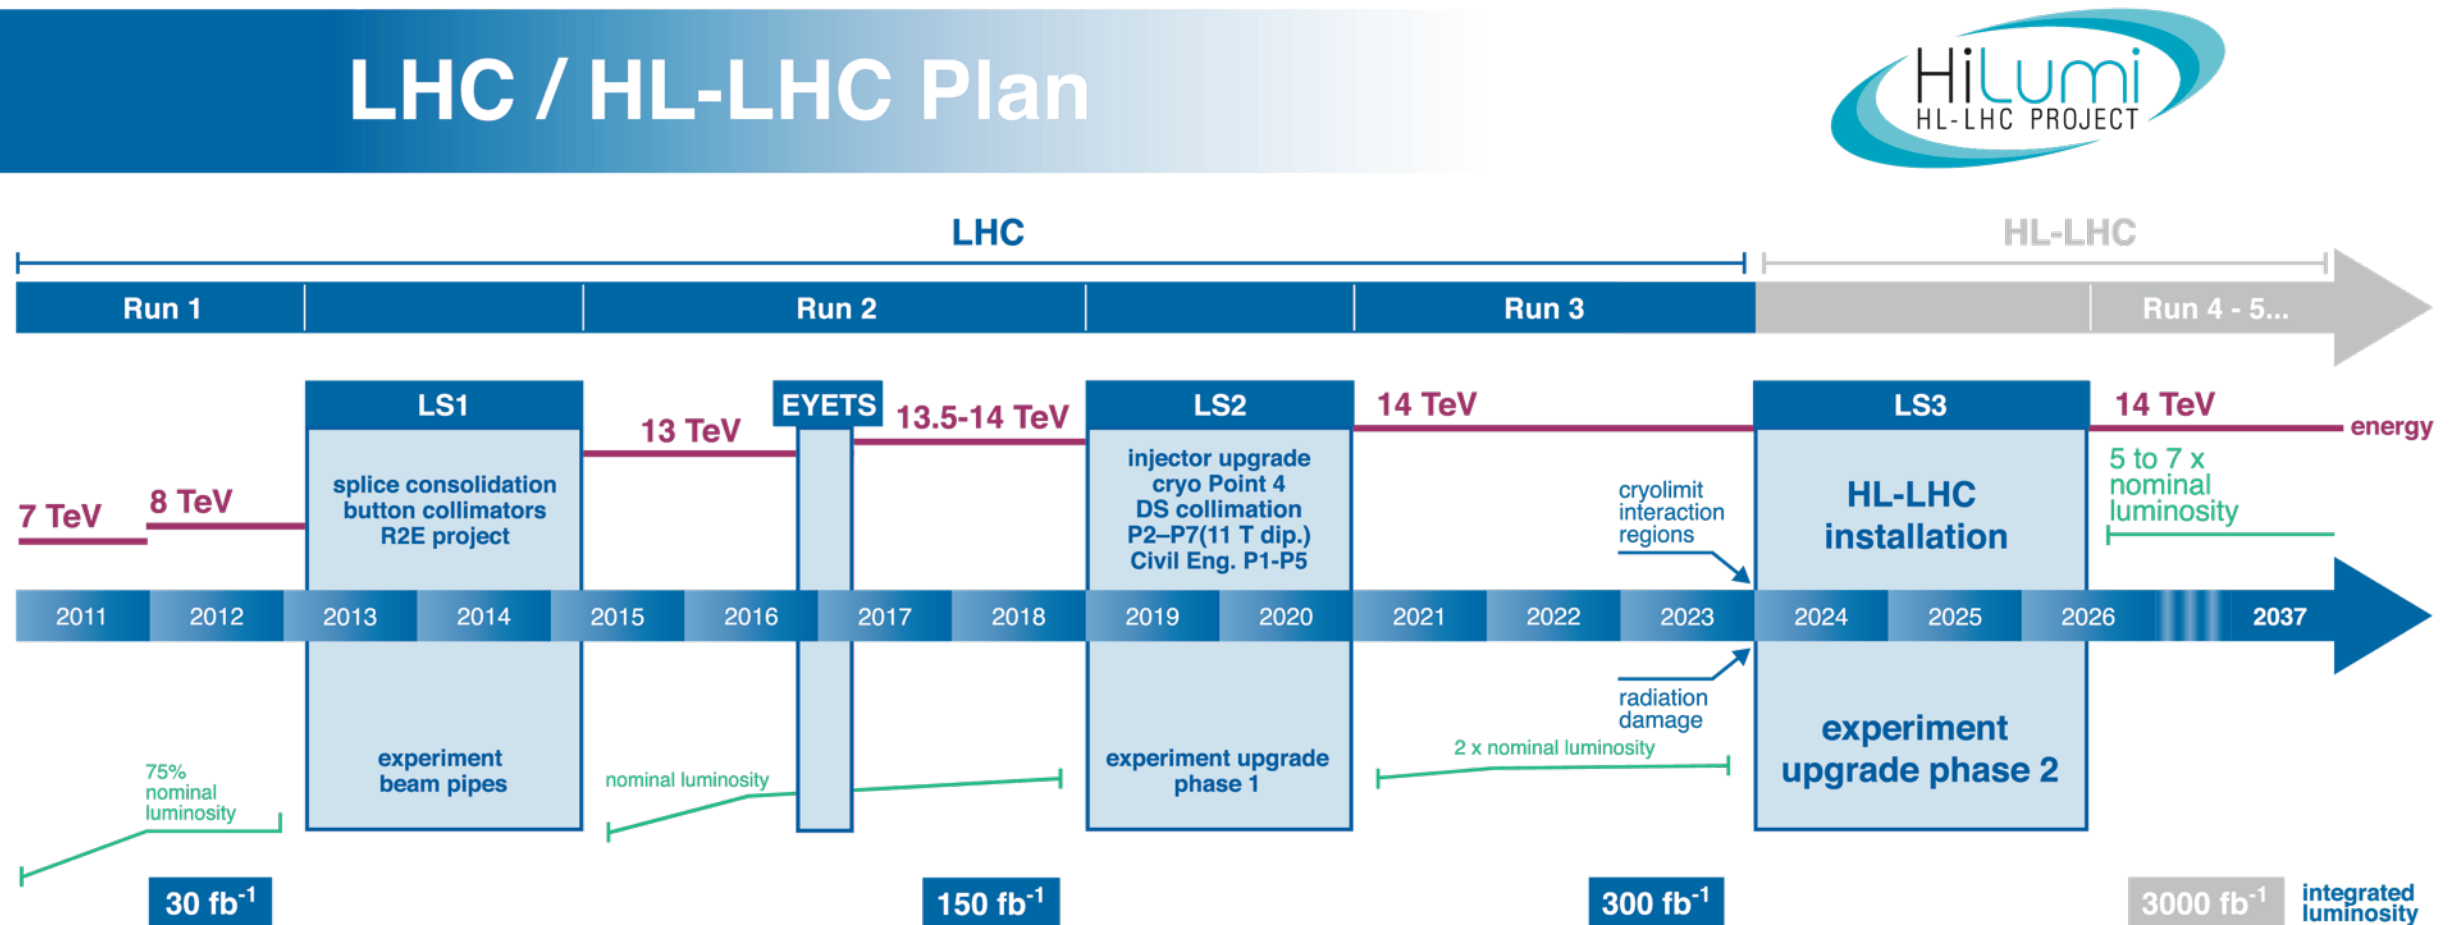 LHC / HL-LHC Plan
HiLumi
HL-LHC PROJECT
LHC
HL-LHC
Run 1
Run 2
Run 3
Run 4 - 5...
LS1
EYETS
LS2
LS3
7 TeV
8 TeV
13 TeV
13.5-14 TeV
14 TeV
14 TeV
energy
splice consolidation
button collimators
R2E project
injector upgrade
cryo Point 4
DS collimation
P2–P7(11 T dip.)
Civil Eng. P1-P5
cryolimit
interaction
regions
HL-LHC
installation
5 to 7 x
nominal
luminosity
2011
2012
2013
2014
2015
2016
2017
2018
2019
2020
2021
2022
2023
2024
2025
2026
2037
radiation
damage
75%
nominal
luminosity
experiment
beam pipes
nominal luminosity
experiment upgrade
phase 1
2 x nominal luminosity
experiment
upgrade phase 2
30 fb⁻¹
150 fb⁻¹
300 fb⁻¹
3000 fb⁻¹
integrated
luminosity